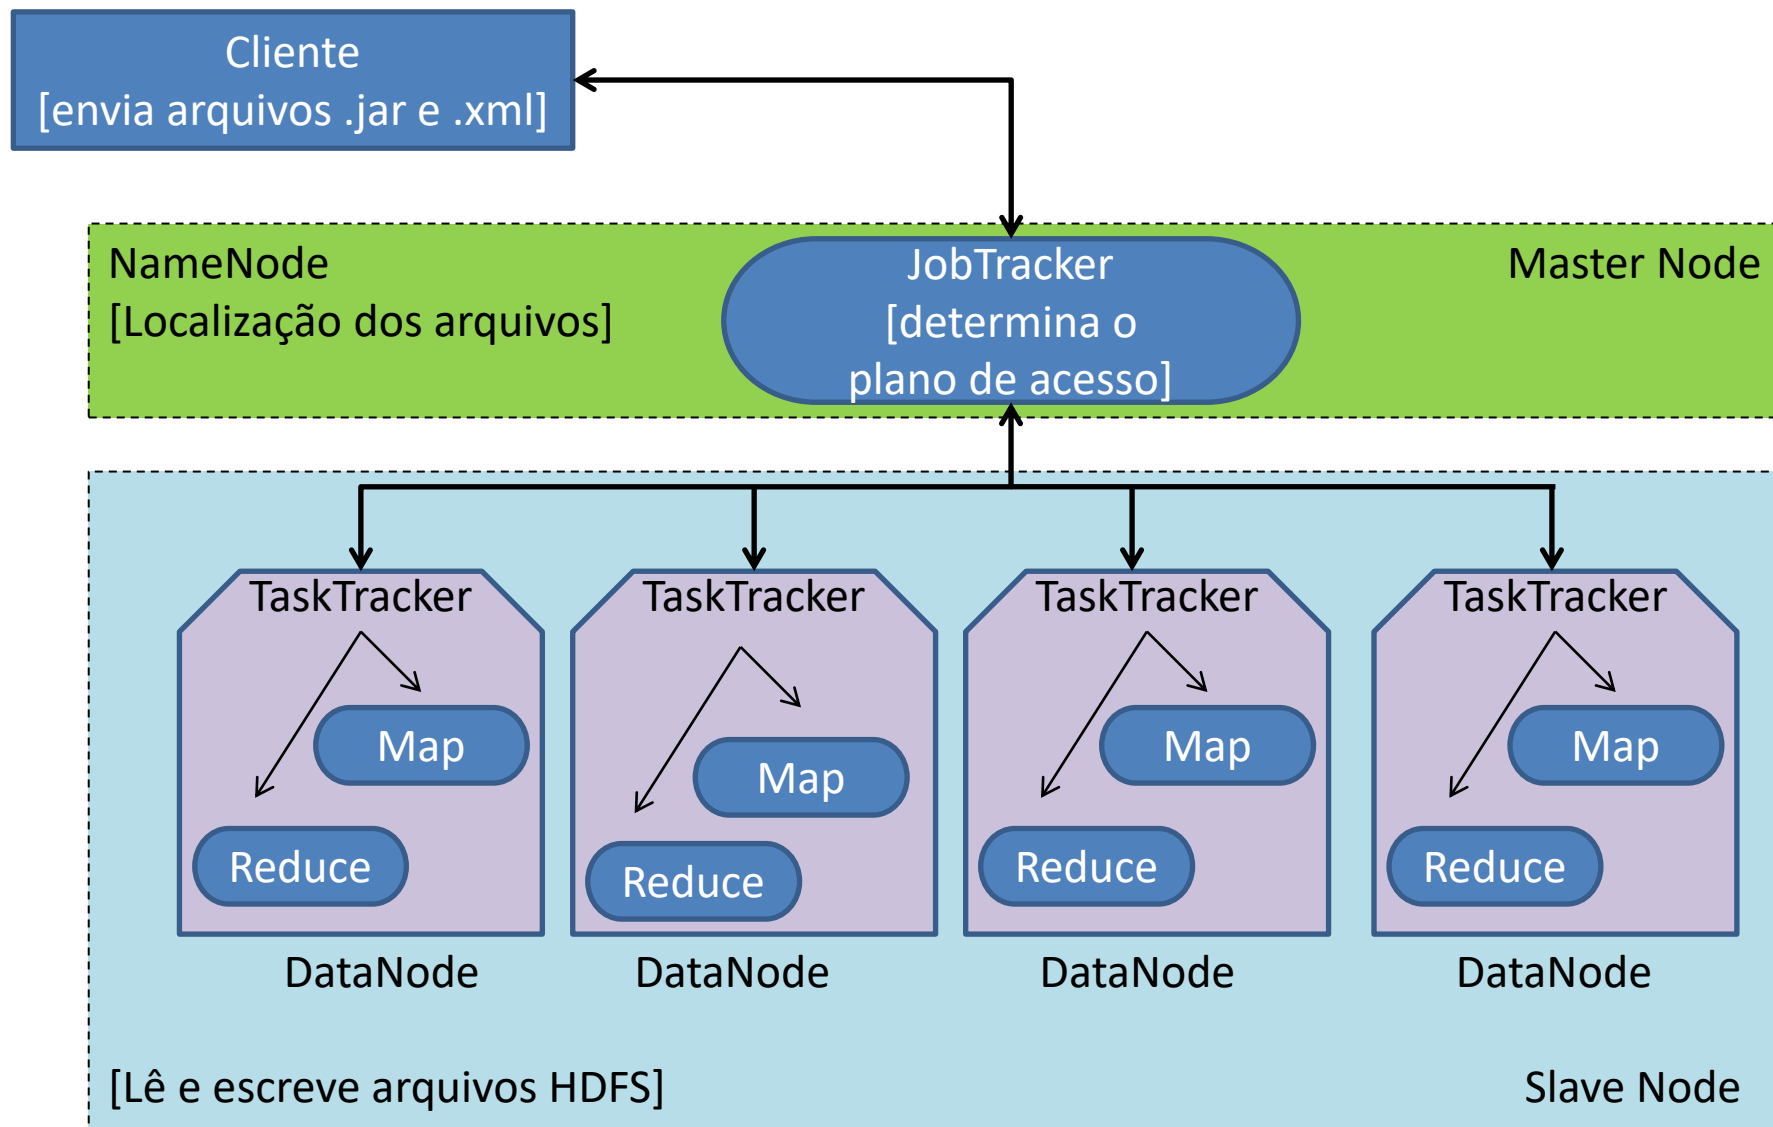 Cliente
[envia arquivos .jar e .xml]
NameNode
[Localização dos arquivos]
JobTracker
[determina o
plano de acesso]
Master Node
TaskTracker
Map
Reduce
DataNode
TaskTracker
Map
Reduce
DataNode
TaskTracker
Map
Reduce
DataNode
TaskTracker
Map
Reduce
DataNode
[Lê e escreve arquivos HDFS]
Slave Node